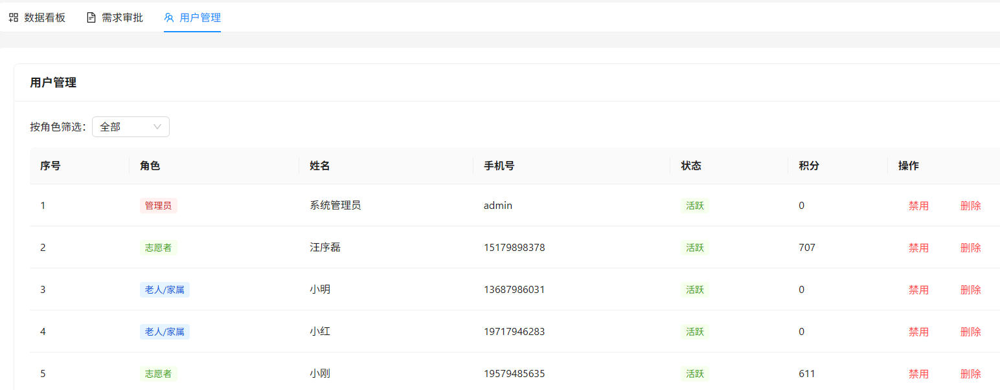 数据看板 需求审批 用户管理
用户管理
按角色筛选： 全部
序号 角色 姓名 手机号 状态 积分 操作
1 管理员 系统管理员 admin 活跃 0 禁用 删除
2 志愿者 汪序磊 15179898378 活跃 707 禁用 删除
3 老人/家属 小明 13687986031 活跃 0 禁用 删除
4 老人/家属 小红 19717946283 活跃 0 禁用 删除
5 志愿者 小刚 19579485635 活跃 611 禁用 删除